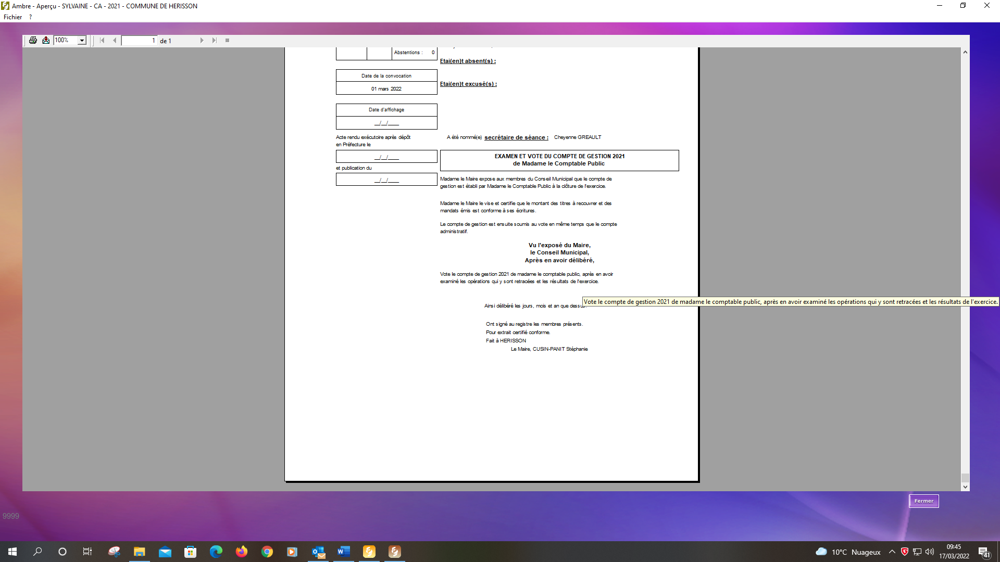 Ambre - Aperçu - SYLVAINE - CA - 2021 - COMMUNE DE HERISSON
Fichier ?
100% 1 de 1
Abstentions : 0
Etai(en)t absent(s) :
Date de la convocation
Etai(en)t excusé(s) :
01 mars 2022
Date d'affichage
__/__/____
Acte rendu exécutoire après dépôt
en Préfecture le
A été nommé(e) secrétaire de séance : Cheyenne GREAULT
__/__/____
et publication du
__/__/____
EXAMEN ET VOTE DU COMPTE DE GESTION 2021
de Madame le Comptable Public
Madame le Maire expose aux membres du Conseil Municipal que le compte de
gestion est établi par Madame le Comptable Public à la clôture de l'exercice.
Madame le Maire le vise et certifie que le montant des titres à recouvrer et des
mandats émis est conforme à ses écritures.
Le compte de gestion est ensuite soumis au vote en même temps que le compte
administratif.
Vu l'exposé du Maire,
le Conseil Municipal,
Après en avoir délibéré,
Vote le compte de gestion 2021 de madame le comptable public, après en avoir
examiné les opérations qui y sont retracées et les résultats de l'exercice.
Vote le compte de gestion 2021 de madame le comptable public, après en avoir examiné les opérations qui y sont retracées et les résultats de l'exercice.
Ainsi délibéré les jours, mois et an que dessus.
Ont signé au registre les membres présents.
Pour extrait certifié conforme.
Fait à HERISSON
Le Maire, CUSIN-PANIT Stéphanie
Fermer
9999
10°C Nuageux
09:45
17/03/2022
41